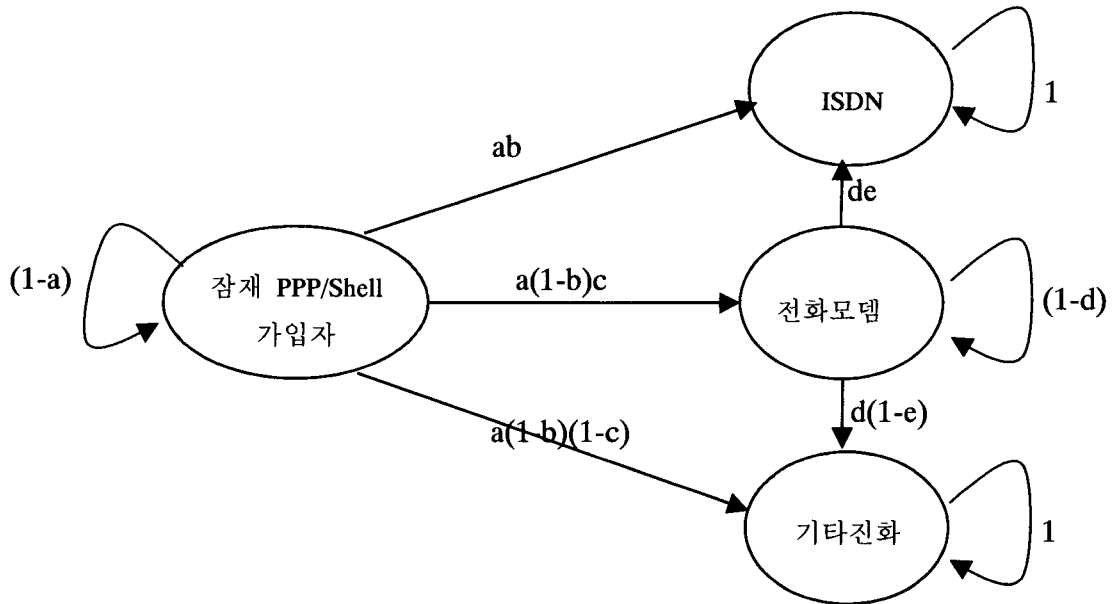 ISDN
1
ab
de
(1-a)
잠재 PPP/Shell
가입자
a(1-b)c
전화모뎀
(1-d)
d(1-e)
a(1-b)(1-c)
기타진화
1